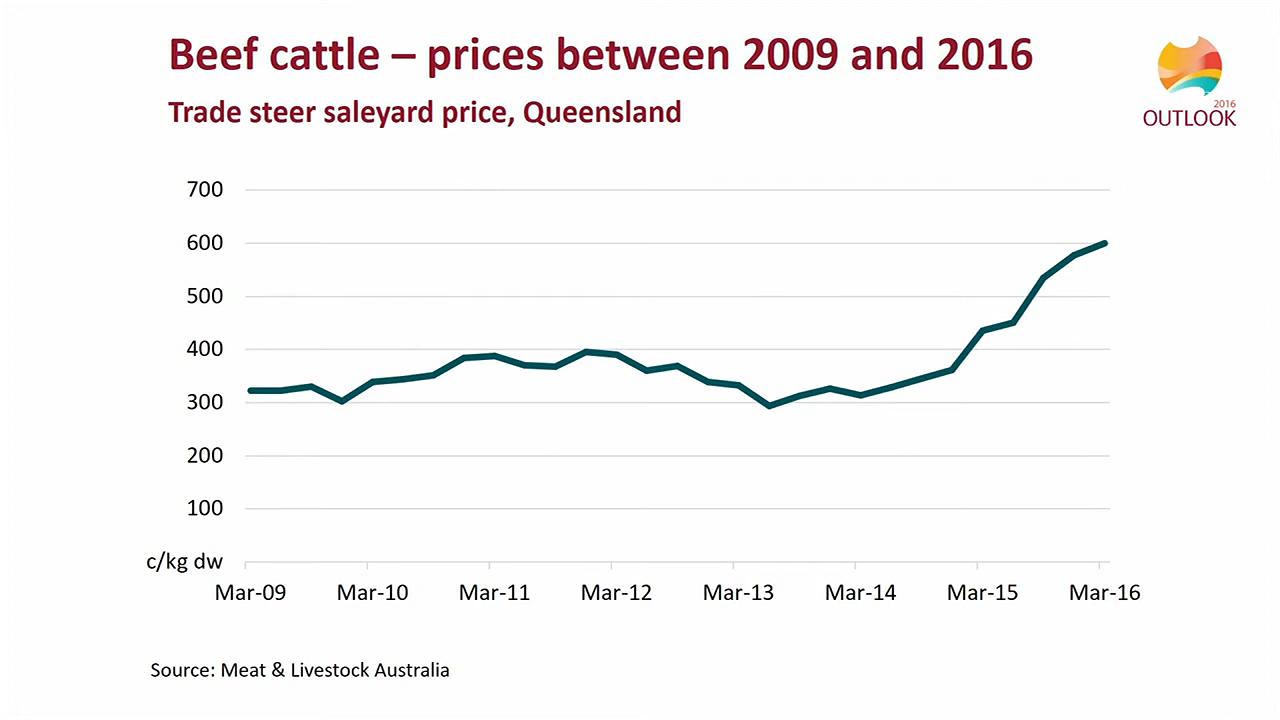 Beef cattle – prices between 2009 and 2016
Trade steer saleyard price, Queensland
2016
OUTLOOK
700
600
500
400
300
200
100
c/kg dw
Mar-09 Mar-10 Mar-11 Mar-12 Mar-13 Mar-14 Mar-15 Mar-16
Source: Meat & Livestock Australia